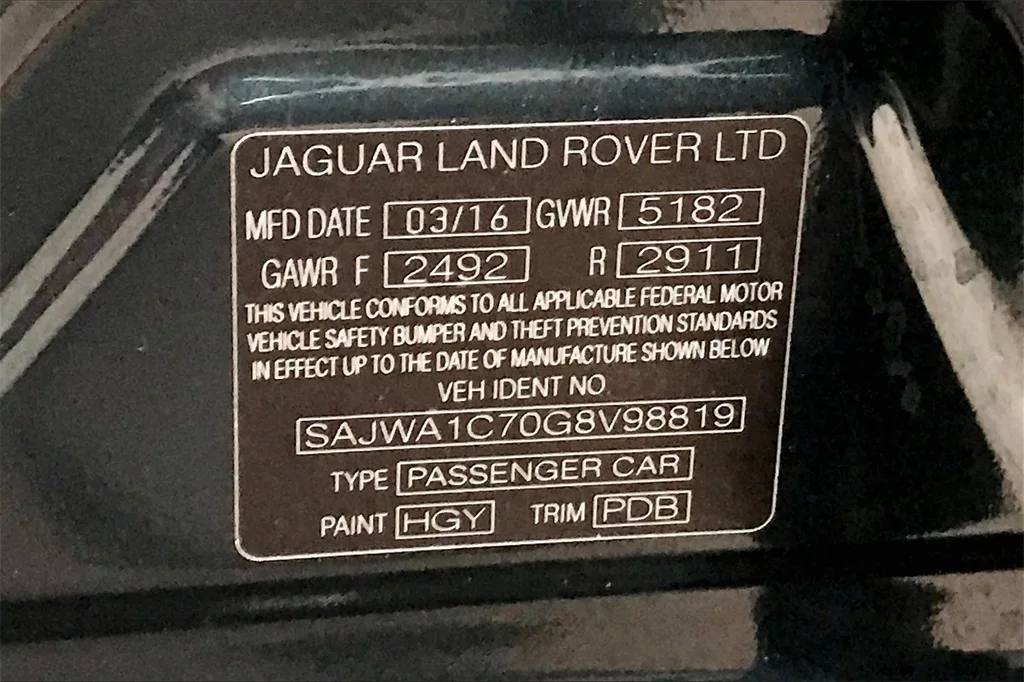 JAGUAR LAND ROVER LTD
MFD DATE 03/16 GVWR 5182
GAWR F 2492 R 2911
THIS VEHICLE CONFORMS TO ALL APPLICABLE FEDERAL MOTOR
VEHICLE SAFETY BUMPER AND THEFT PREVENTION STANDARDS
IN EFFECT UP TO THE DATE OF MANUFACTURE SHOWN BELOW
VEH IDENT NO
SAJWA1C70G8V98819
TYPE PASSENGER CAR
PAINT HGY TRIM PDB